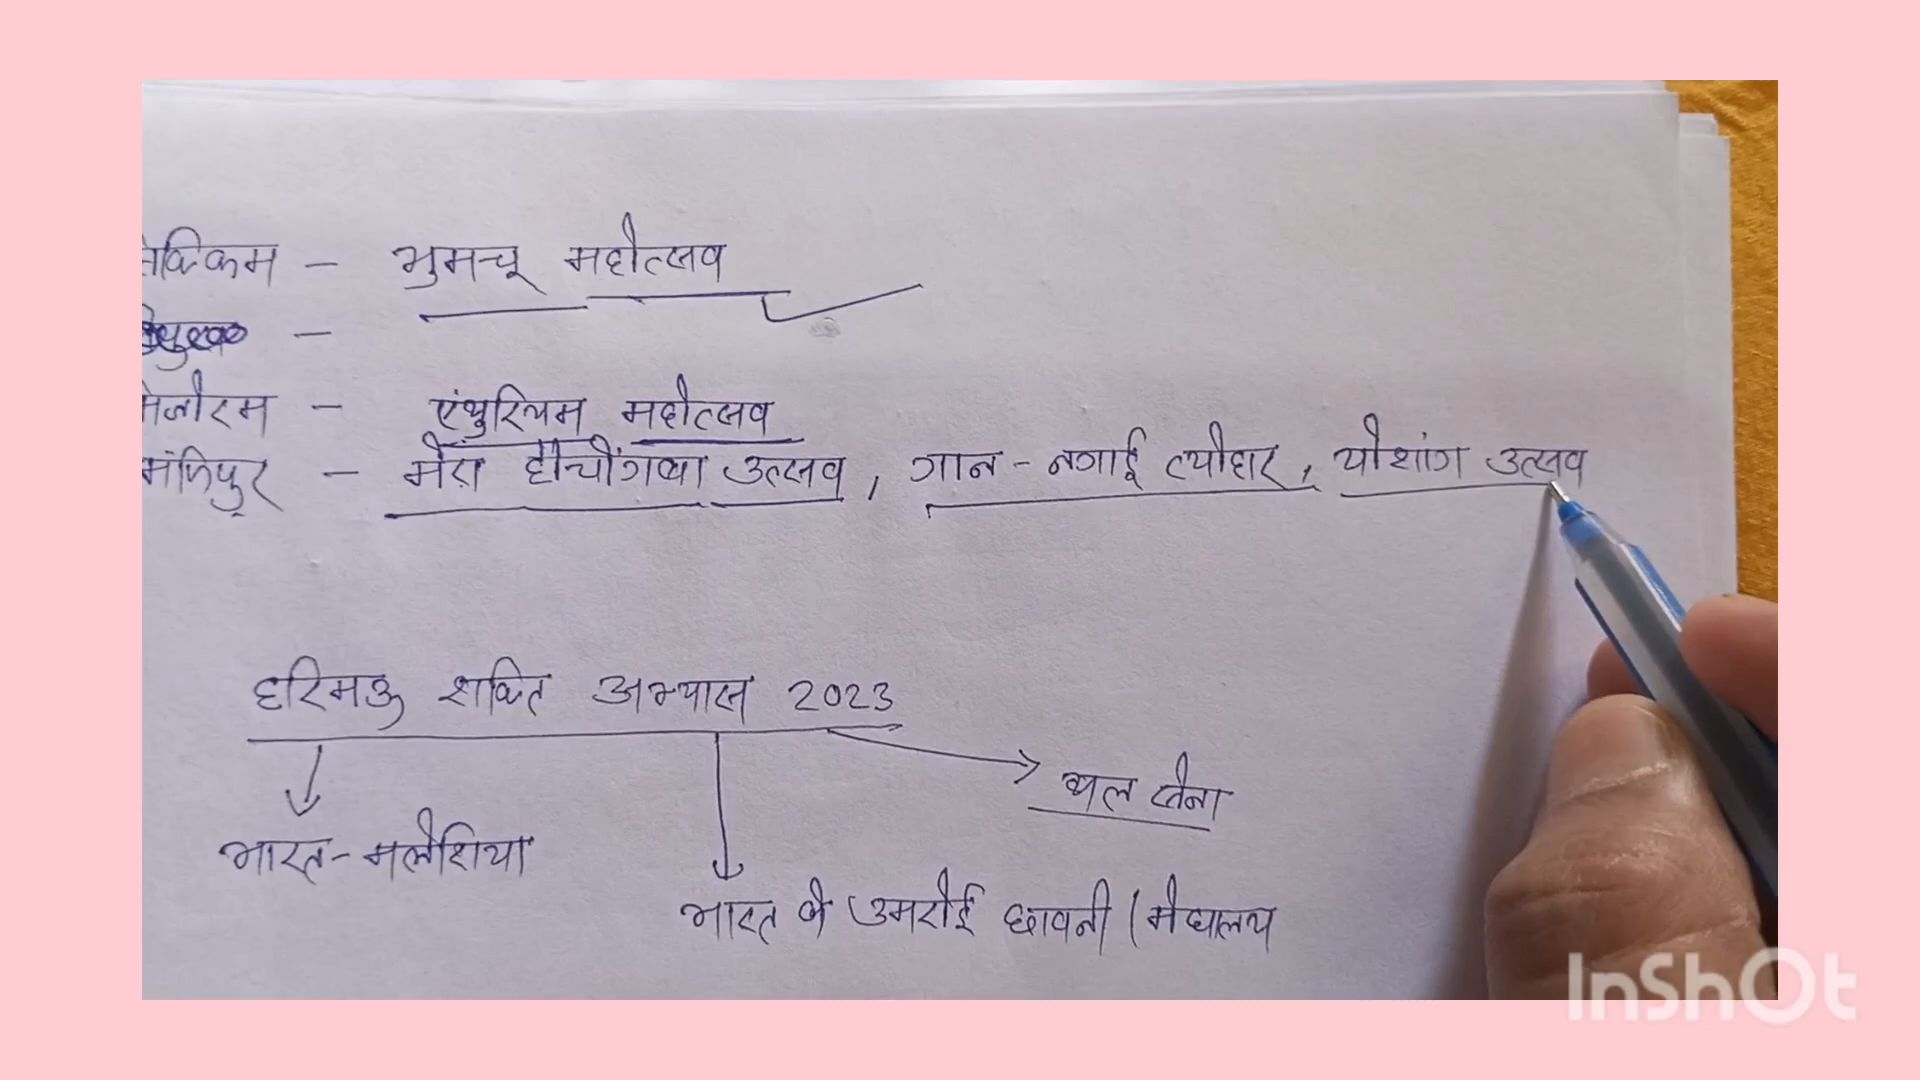 सिक्किम - भुमचू महोत्सव
-
मिजोरम - एंथुरियम महोत्सव
मणिपुर - मेरा हौचोंगबा उत्सव, गान-नगाई त्योहार, योशांग उत्सव
हरिमऊ शक्ति अभ्यास 2023
थल सेना
भारत-मलेशिया
भारत के उमरोई छावनी (मेघालय
InShOt